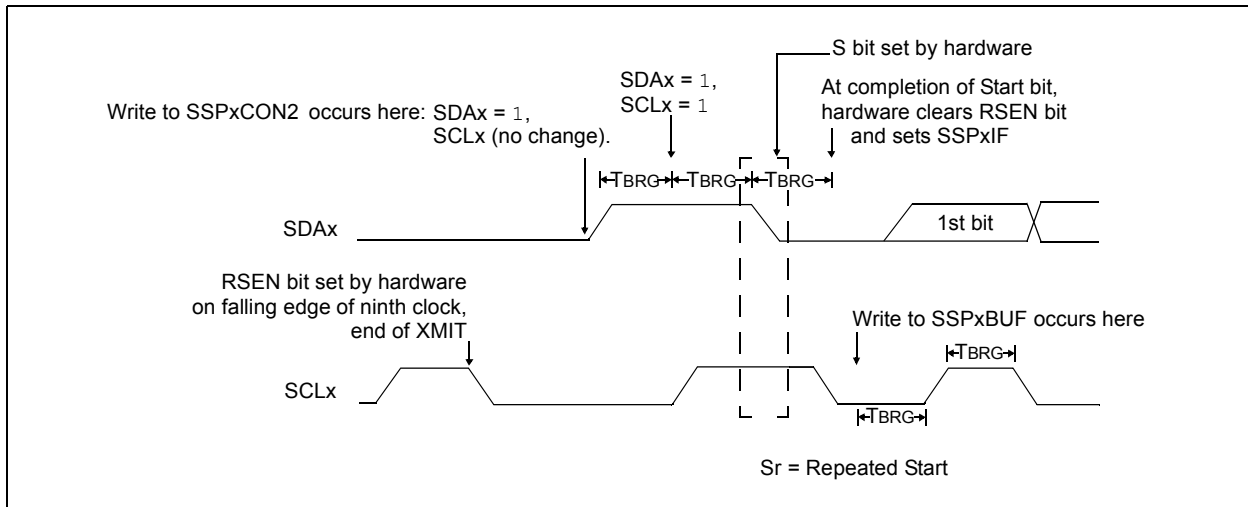 S bit set by hardware
SDAx = 1,
SCLx = 1
At completion of Start bit,
hardware clears RSEN bit
and sets SSPxIF
Write to SSPxCON2 occurs here: SDAx = 1,
SCLx (no change).
TBRG TBRG TBRG
SDAx
1st bit
RSEN bit set by hardware
on falling edge of ninth clock,
end of XMIT
Write to SSPxBUF occurs here
TBRG
SCLx
TBRG
Sr = Repeated Start